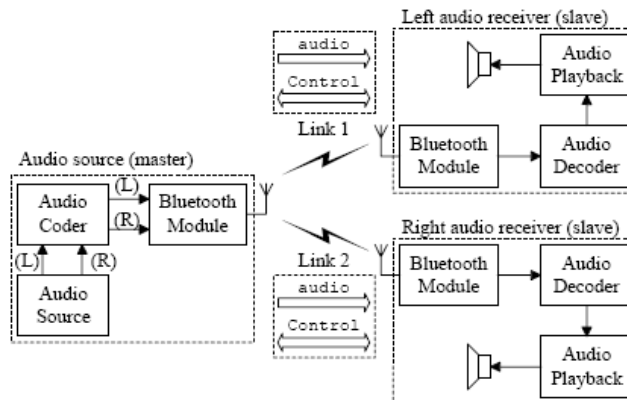 Left audio receiver (slave)
audio
Control
Audio
Playback
Link 1
Bluetooth
Module
Audio
Decoder
Audio source (master)
(L)
(R)
Audio
Coder
Bluetooth
Module
(L)
(R)
Audio
Source
Right audio receiver (slave)
Link 2
Bluetooth
Module
Audio
Decoder
audio
Control
Audio
Playback